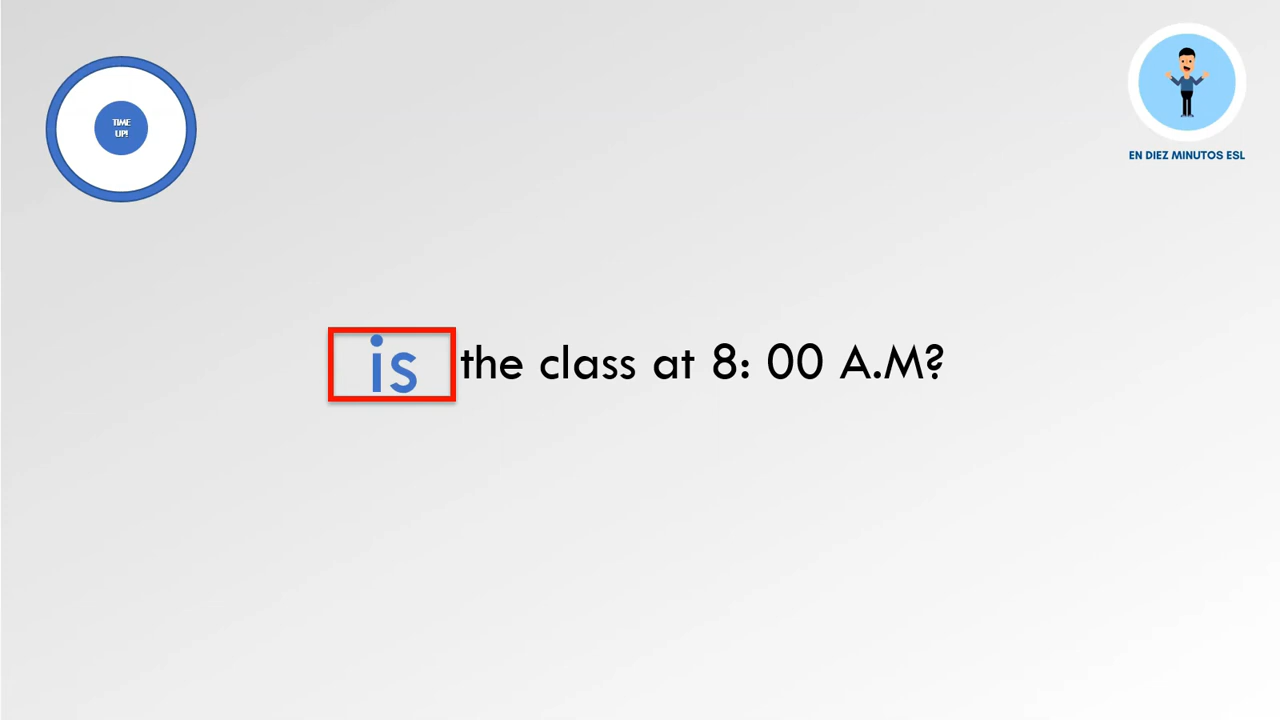 TIME
UP!
EN DIEZ MINUTOS ESL
is the class at 8: 00 A.M?